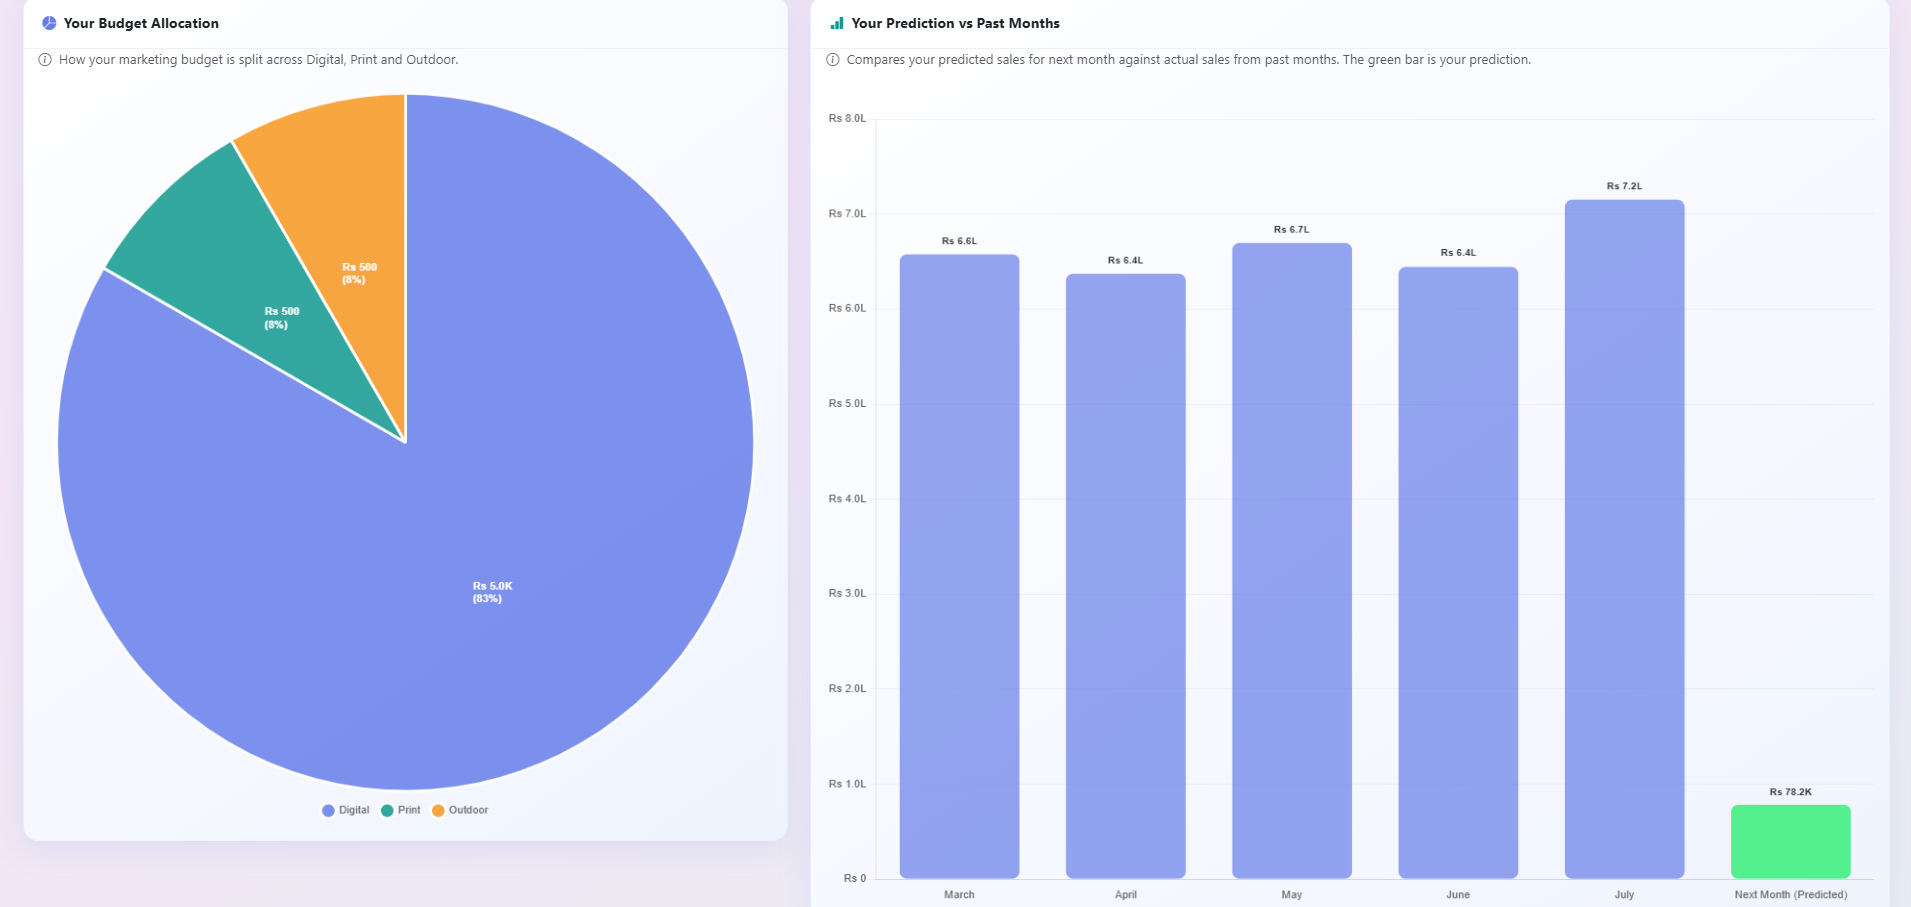 Your Budget Allocation
How your marketing budget is split across Digital, Print and Outdoor.
Rs 500
(8%)
Rs 500
(8%)
Rs 5.0K
(83%)
Digital
Print
Outdoor
Your Prediction vs Past Months
Compares your predicted sales for next month against actual sales from past months. The green bar is your prediction.
Rs 8.0L
Rs 7.0L
Rs 6.0L
Rs 5.0L
Rs 4.0L
Rs 3.0L
Rs 2.0L
Rs 1.0L
Rs 0
Rs 6.6L
Rs 6.4L
Rs 6.7L
Rs 6.4L
Rs 7.2L
Rs 78.2K
March
April
May
June
July
Next Month (Predicted)